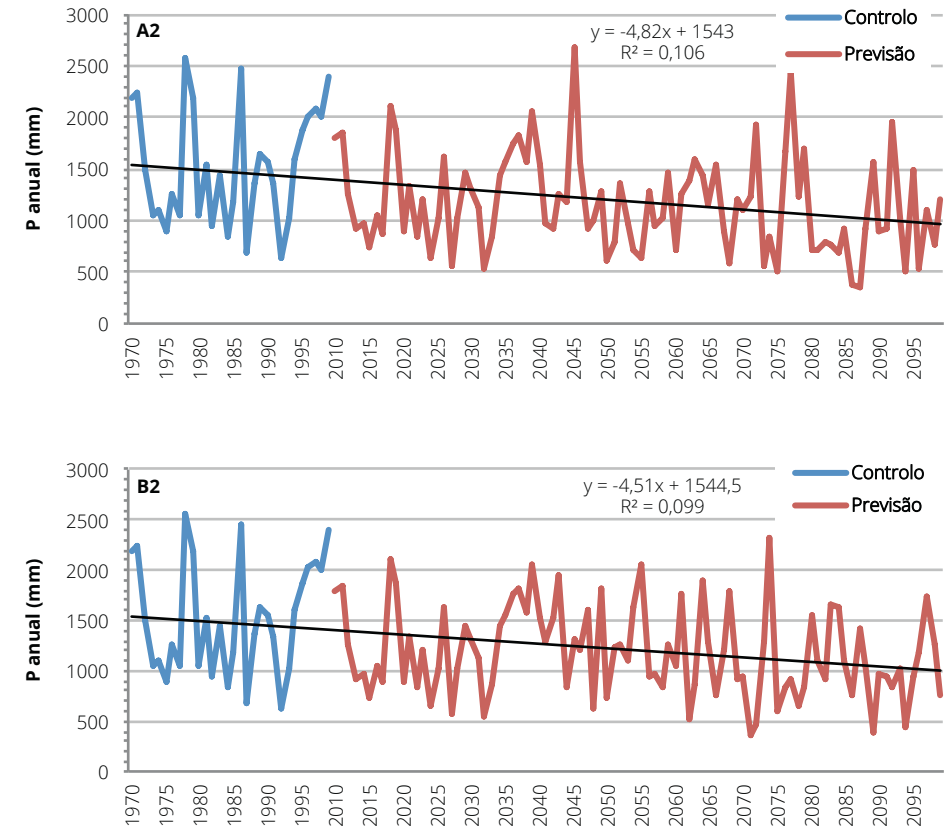 A2
y = -4,82x + 1543
R² = 0,106
Controlo
Previsão
P anual (mm)
3000
2500
2000
1500
1000
500
0
1970 1975 1980 1985 1990 1995 2010 2015 2020 2025 2030 2035 2040 2045 2050 2055 2060 2065 2070 2075 2080 2085 2090 2095
B2
y = -4,51x + 1544,5
R² = 0,099
Controlo
Previsão
P anual (mm)
3000
2500
2000
1500
1000
500
0
1970 1975 1980 1985 1990 1995 2010 2015 2020 2025 2030 2035 2040 2045 2050 2055 2060 2065 2070 2075 2080 2085 2090 2095